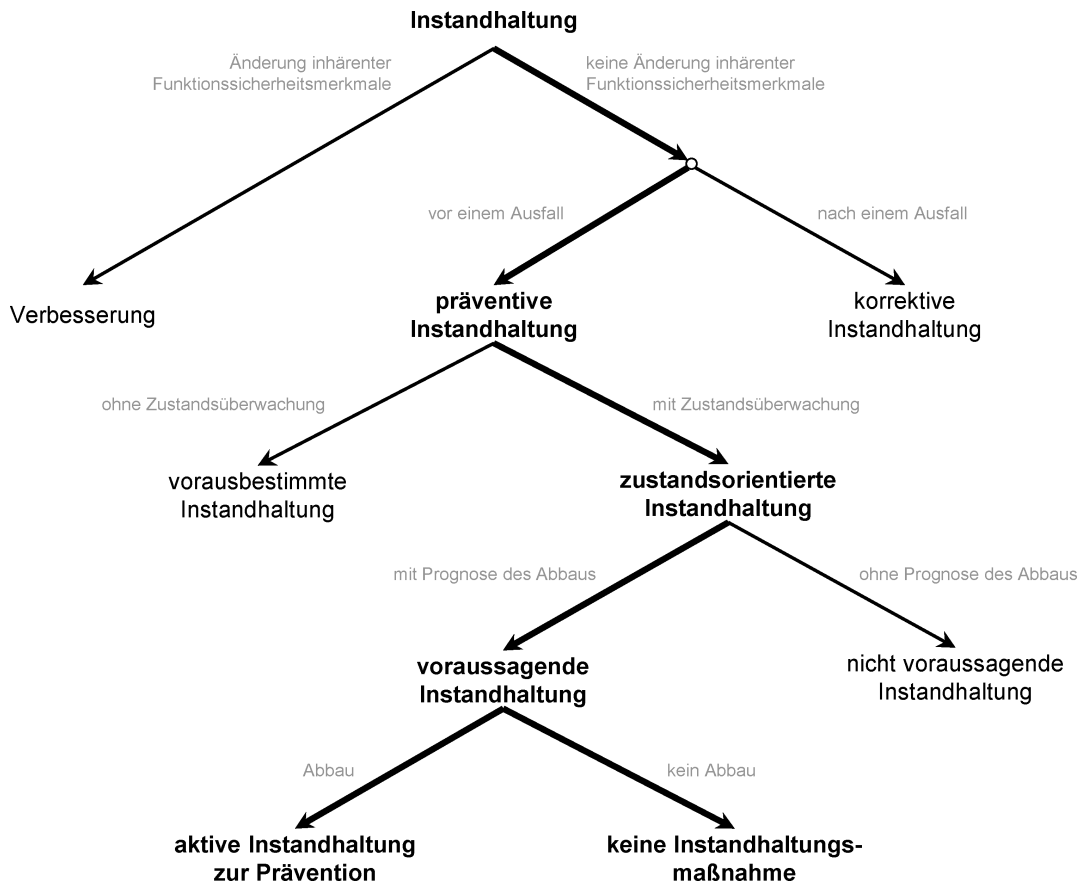 Instandhaltung
Änderung inhärenter
Funktionssicherheitsmerkmale
keine Änderung inhärenter
Funktionssicherheitsmerkmale
vor einem Ausfall
nach einem Ausfall
Verbesserung
präventive
Instandhaltung
korrektive
Instandhaltung
ohne Zustandsüberwachung
mit Zustandsüberwachung
vorausbestimmte
Instandhaltung
zustandsorientierte
Instandhaltung
mit Prognose des Abbaus
ohne Prognose des Abbaus
voraussagende
Instandhaltung
nicht voraussagende
Instandhaltung
Abbau
kein Abbau
aktive Instandhaltung
zur Prävention
keine Instandhaltungs-
maßnahme